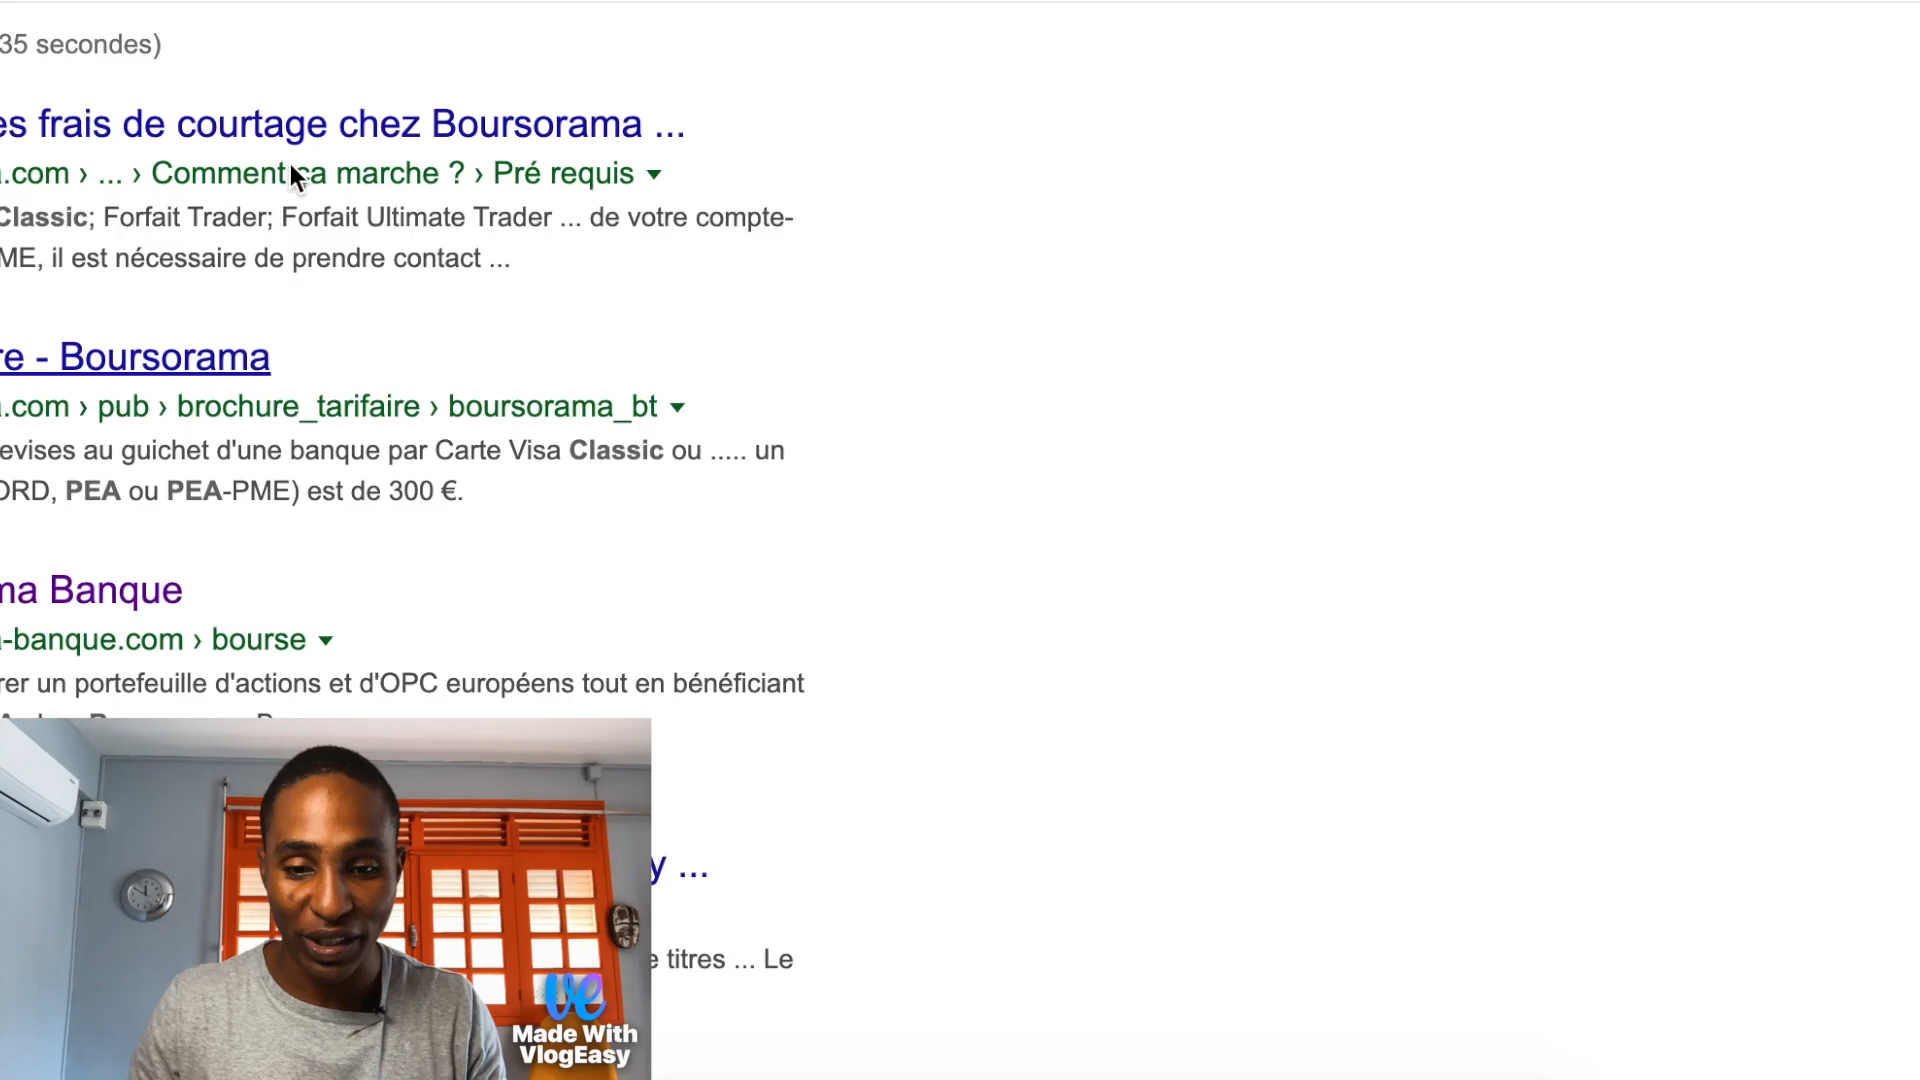 35 secondes)
es frais de courtage chez Boursorama ...
.com › ... › Comment ça marche ? › Pré requis
Classic; Forfait Trader; Forfait Ultimate Trader ... de votre compte-
ME, il est nécessaire de prendre contact ...
re - Boursorama
.com › pub › brochure_tarifaire › boursorama_bt
evises au guichet d'une banque par Carte Visa Classic ou ..... un
ORD, PEA ou PEA-PME) est de 300 €.
ma Banque
-banque.com › bourse
rer un portefeuille d'actions et d'OPC européens tout en bénéficiant
y ...
e titres ... Le
ve
Made With
VlogEasy